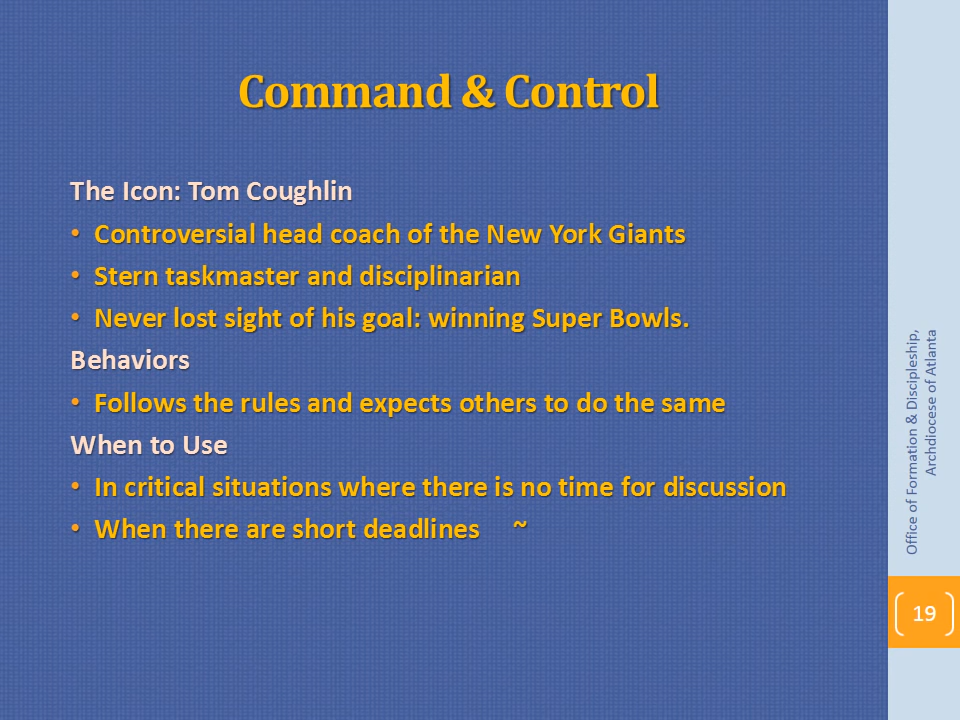 Command & Control
The Icon: Tom Coughlin
• Controversial head coach of the New York Giants
• Stern taskmaster and disciplinarian
• Never lost sight of his goal: winning Super Bowls.
Behaviors
• Follows the rules and expects others to do the same
When to Use
• In critical situations where there is no time for discussion
• When there are short deadlines ~
Office of Formation & Discipleship,
Archdiocese of Atlanta
19